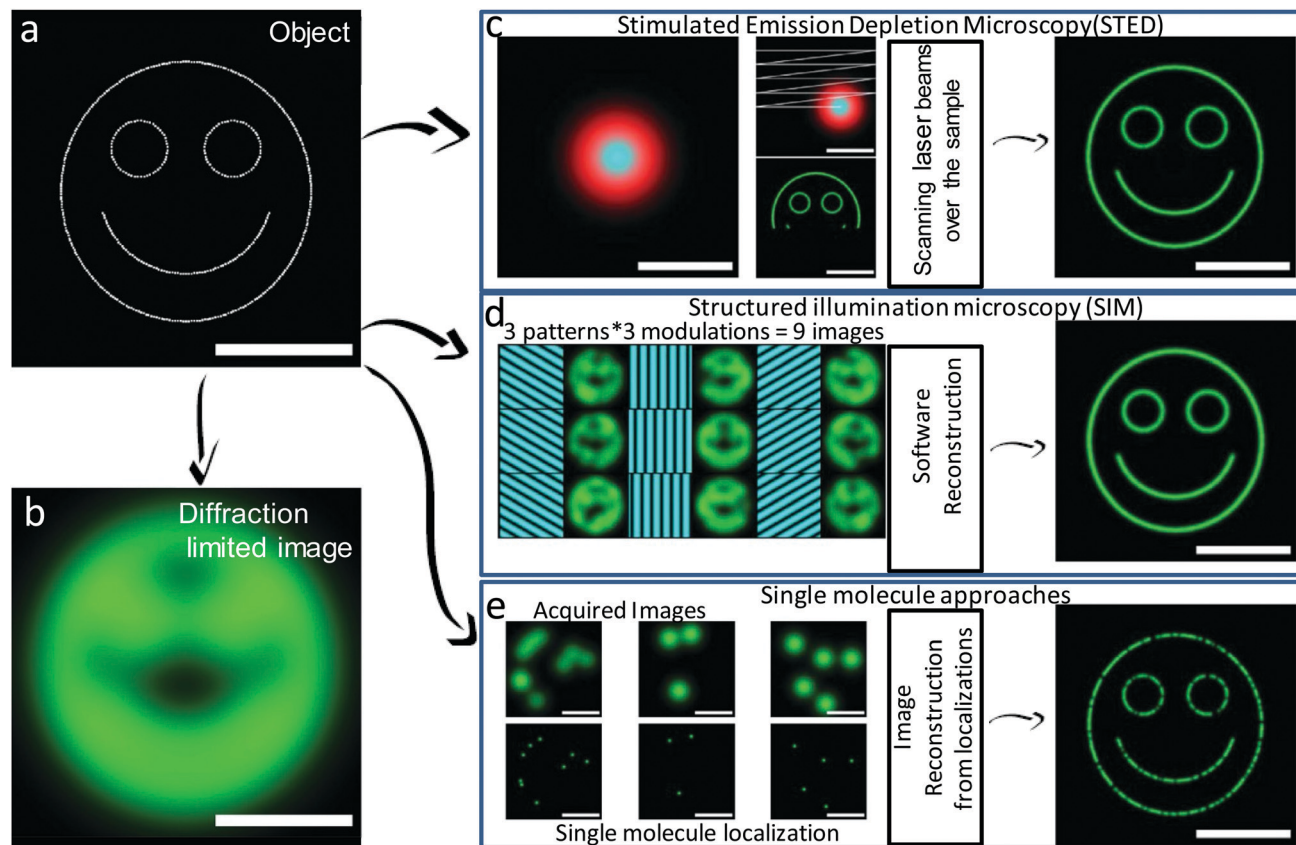 a
Object
b
Diffraction
limited image
c
Stimulated Emission Depletion Microscopy(STED)
Scanning laser beams
over the sample
d
Structured illumination microscopy (SIM)
3 patterns*3 modulations = 9 images
Software
Reconstruction
e
Single molecule approaches
Acquired Images
Single molecule localization
Image
Reconstruction
from localizations